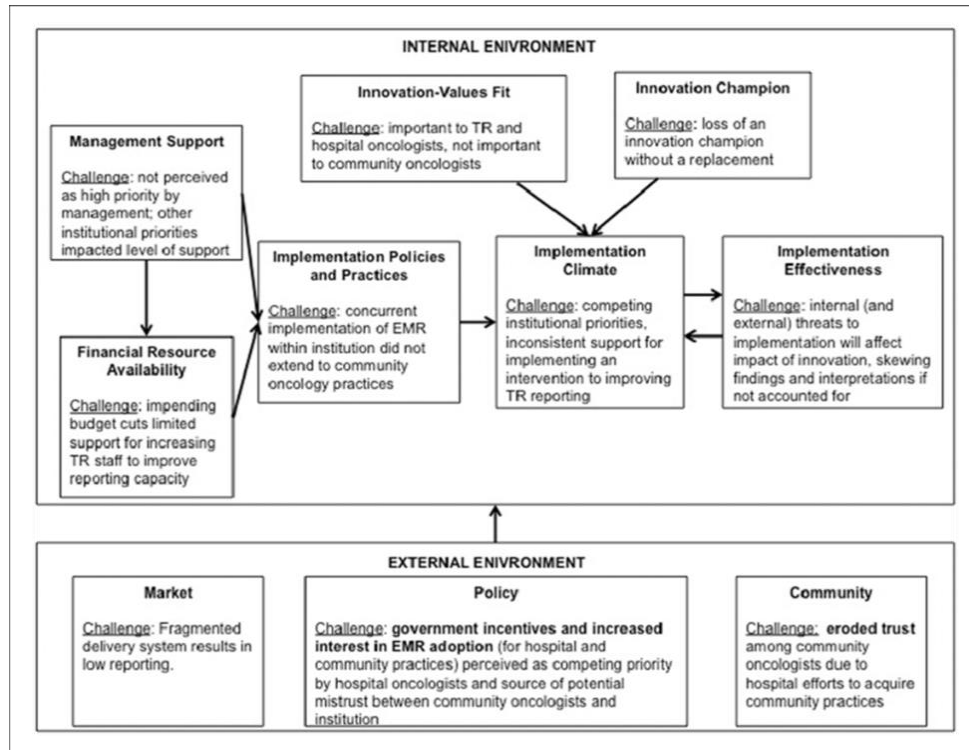 INTERNAL ENIVRONMENT
Innovation-Values Fit
Challenge: important to TR and
hospital oncologists, not important
to community oncologists
Innovation Champion
Challenge: loss of an
innovation champion
without a replacement
Management Support
Challenge: not perceived
as high priority by
management; other
institutional priorities
impacted level of support
Implementation Policies
and Practices
Challenge: concurrent
implementation of EMR
within institution did not
extend to community
oncology practices
Implementation
Climate
Challenge: competing
institutional priorities,
inconsistent support for
implementing an
intervention to improving
TR reporting
Implementation
Effectiveness
Challenge: internal (and
external) threats to
implementation will affect
impact of innovation, skewing
findings and interpretations if
not accounted for
Financial Resource
Availability
Challenge: impending
budget cuts limited
support for increasing
TR staff to improve
reporting capacity
EXTERNAL ENIVRONMENT
Market
Challenge: Fragmented
delivery system results in
low reporting.
Policy
Challenge: government incentives and increased
interest in EMR adoption (for hospital and
community practices) perceived as competing priority
by hospital oncologists and source of potential
mistrust between community oncologists and
institution
Community
Challenge: eroded trust
among community
oncologists due to
hospital efforts to acquire
community practices